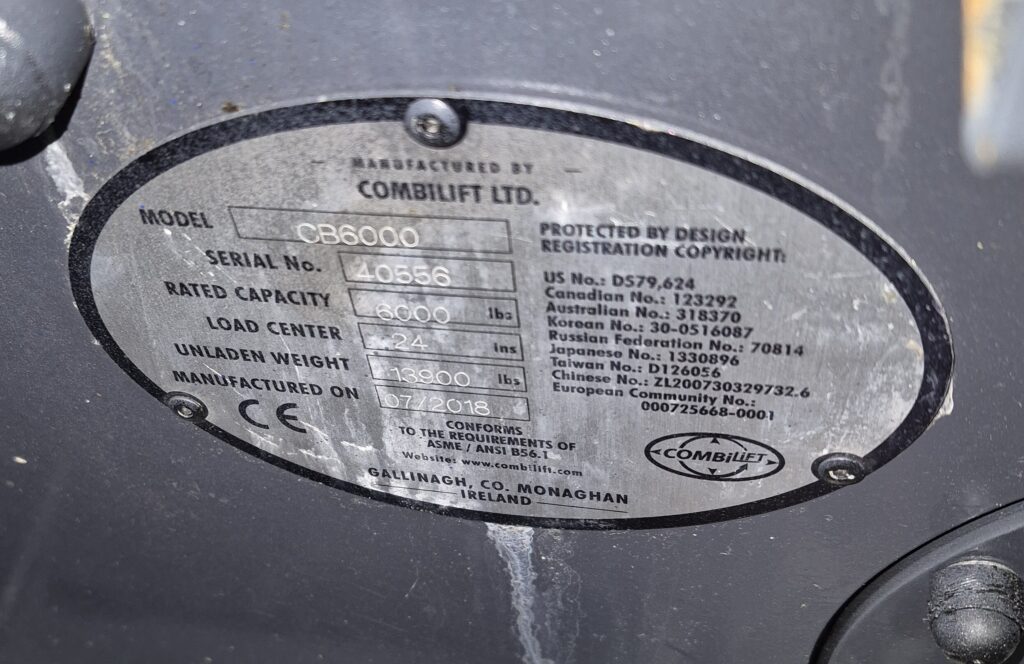 MANUFACTURED BY
COMBILIFT LTD.
MODEL CB6000
SERIAL No. 40556
RATED CAPACITY 6000 lbs
LOAD CENTER 24 ins
UNLADEN WEIGHT 13900 lbs
MANUFACTURED ON 07/2018
CE
CONFORMS
TO THE REQUIREMENTS OF
ASME / ANSI B56.1
Website: www.combilift.com
GALLINAGH, CO. MONAGHAN
IRELAND
PROTECTED BY DESIGN
REGISTRATION COPYRIGHT:
US No.: D579,624
Canadian No.: 123292
Australian No.: 318370
Korean No.: 30-0516087
Russian Federation No.: 70814
Japanese No.: 1330896
Taiwan No.: D126056
Chinese No.: ZL200730329732.6
European Community No.:
000725668-0001
COMBiLiFT